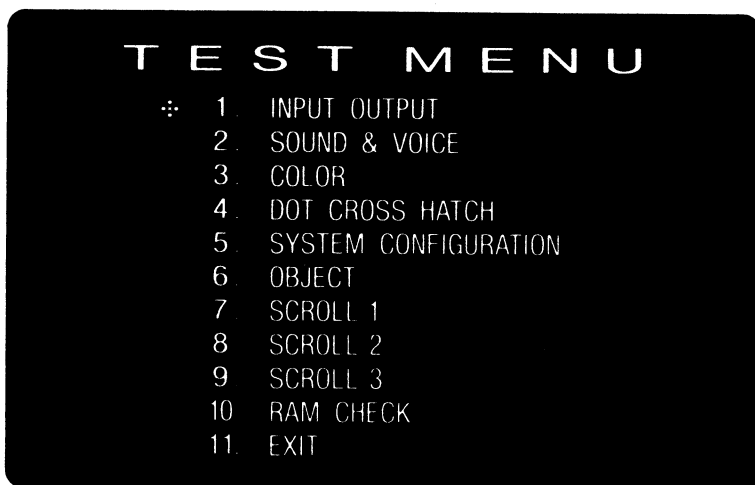 TEST MENU
1. INPUT OUTPUT
2. SOUND & VOICE
3. COLOR
4. DOT CROSS HATCH
5. SYSTEM CONFIGURATION
6. OBJECT
7. SCROLL 1
8 SCROLL 2
9 SCROLL 3
10 RAM CHECK
11. EXIT